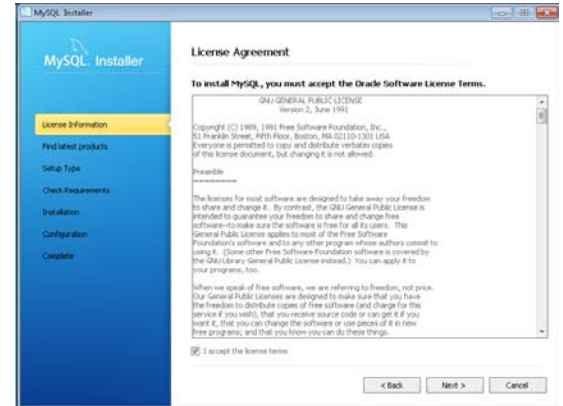 MySQL Installer
MySQL. Installer
License Information
Find latest products
Setup Type
Check Requirements
Installation
Configuration
Complete
License Agreement
To install MySQL, you must accept the Oracle Software License Terms.
GNU GENERAL PUBLIC LICENSE
Version 2, June 1991
Copyright (C) 1989, 1991 Free Software Foundation, Inc.,
51 Franklin Street, Fifth Floor, Boston, MA 02110-1301 USA
Everyone is permitted to copy and distribute verbatim copies
of this license document, but changing it is not allowed.
Preamble
=========
The licenses for most software are designed to take away your freedom
to share and change it. By contrast, the GNU General Public License is
intended to guarantee your freedom to share and change free
software--to make sure the software is free for all its users. This
General Public License applies to most of the Free Software
Foundation's software and to any other program whose authors commit to
using it. (Some other Free Software Foundation software is covered by
the GNU Library General Public License instead.) You can apply it to
your programs, too.
When we speak of free software, we are referring to freedom, not price.
Our General Public Licenses are designed to make sure that you have
the freedom to distribute copies of free software (and charge for this
service if you wish), that you receive source code or can get it if you
want it, that you can change the software or use pieces of it in new
free programs; and that you know you can do these things.
I accept the license terms
< Back
Next >
Cancel